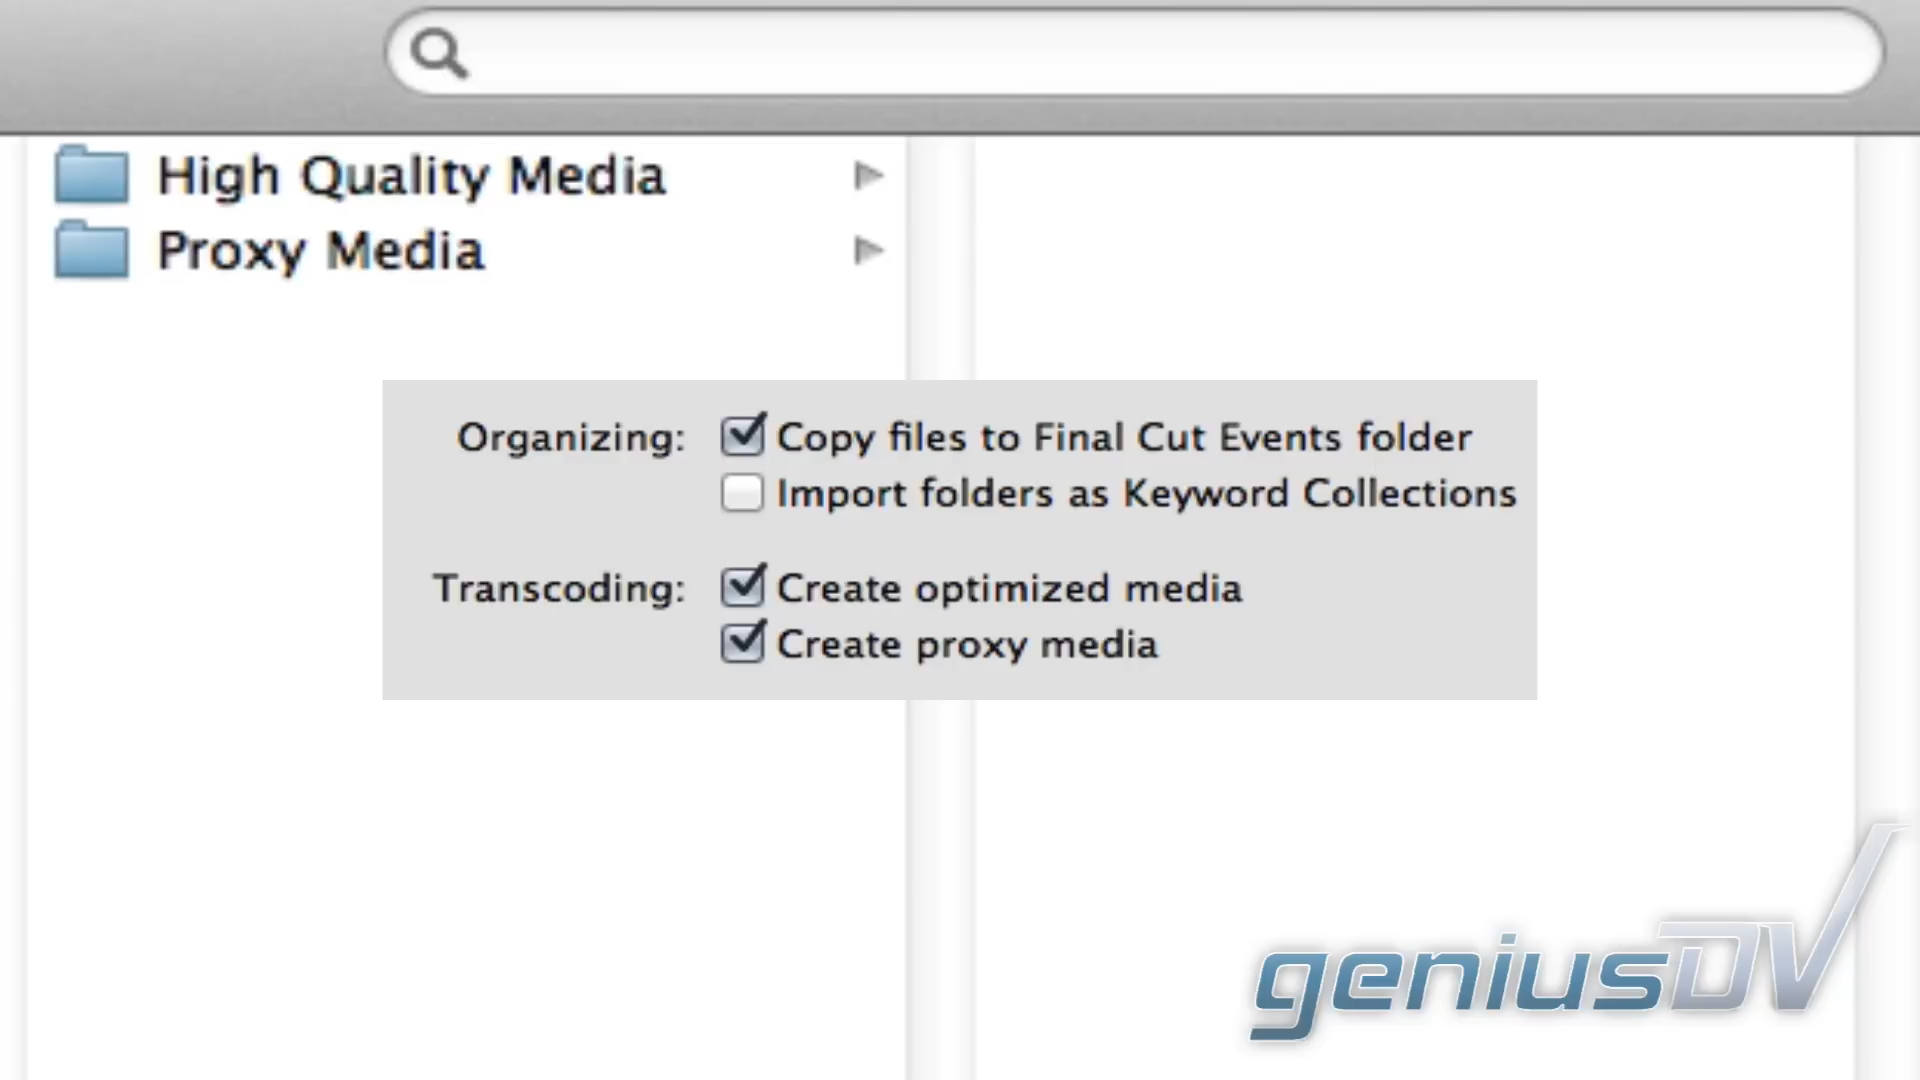 High Quality Media
Proxy Media
Organizing: Copy files to Final Cut Events folder
Import folders as Keyword Collections
Transcoding: Create optimized media
Create proxy media
geniusDV